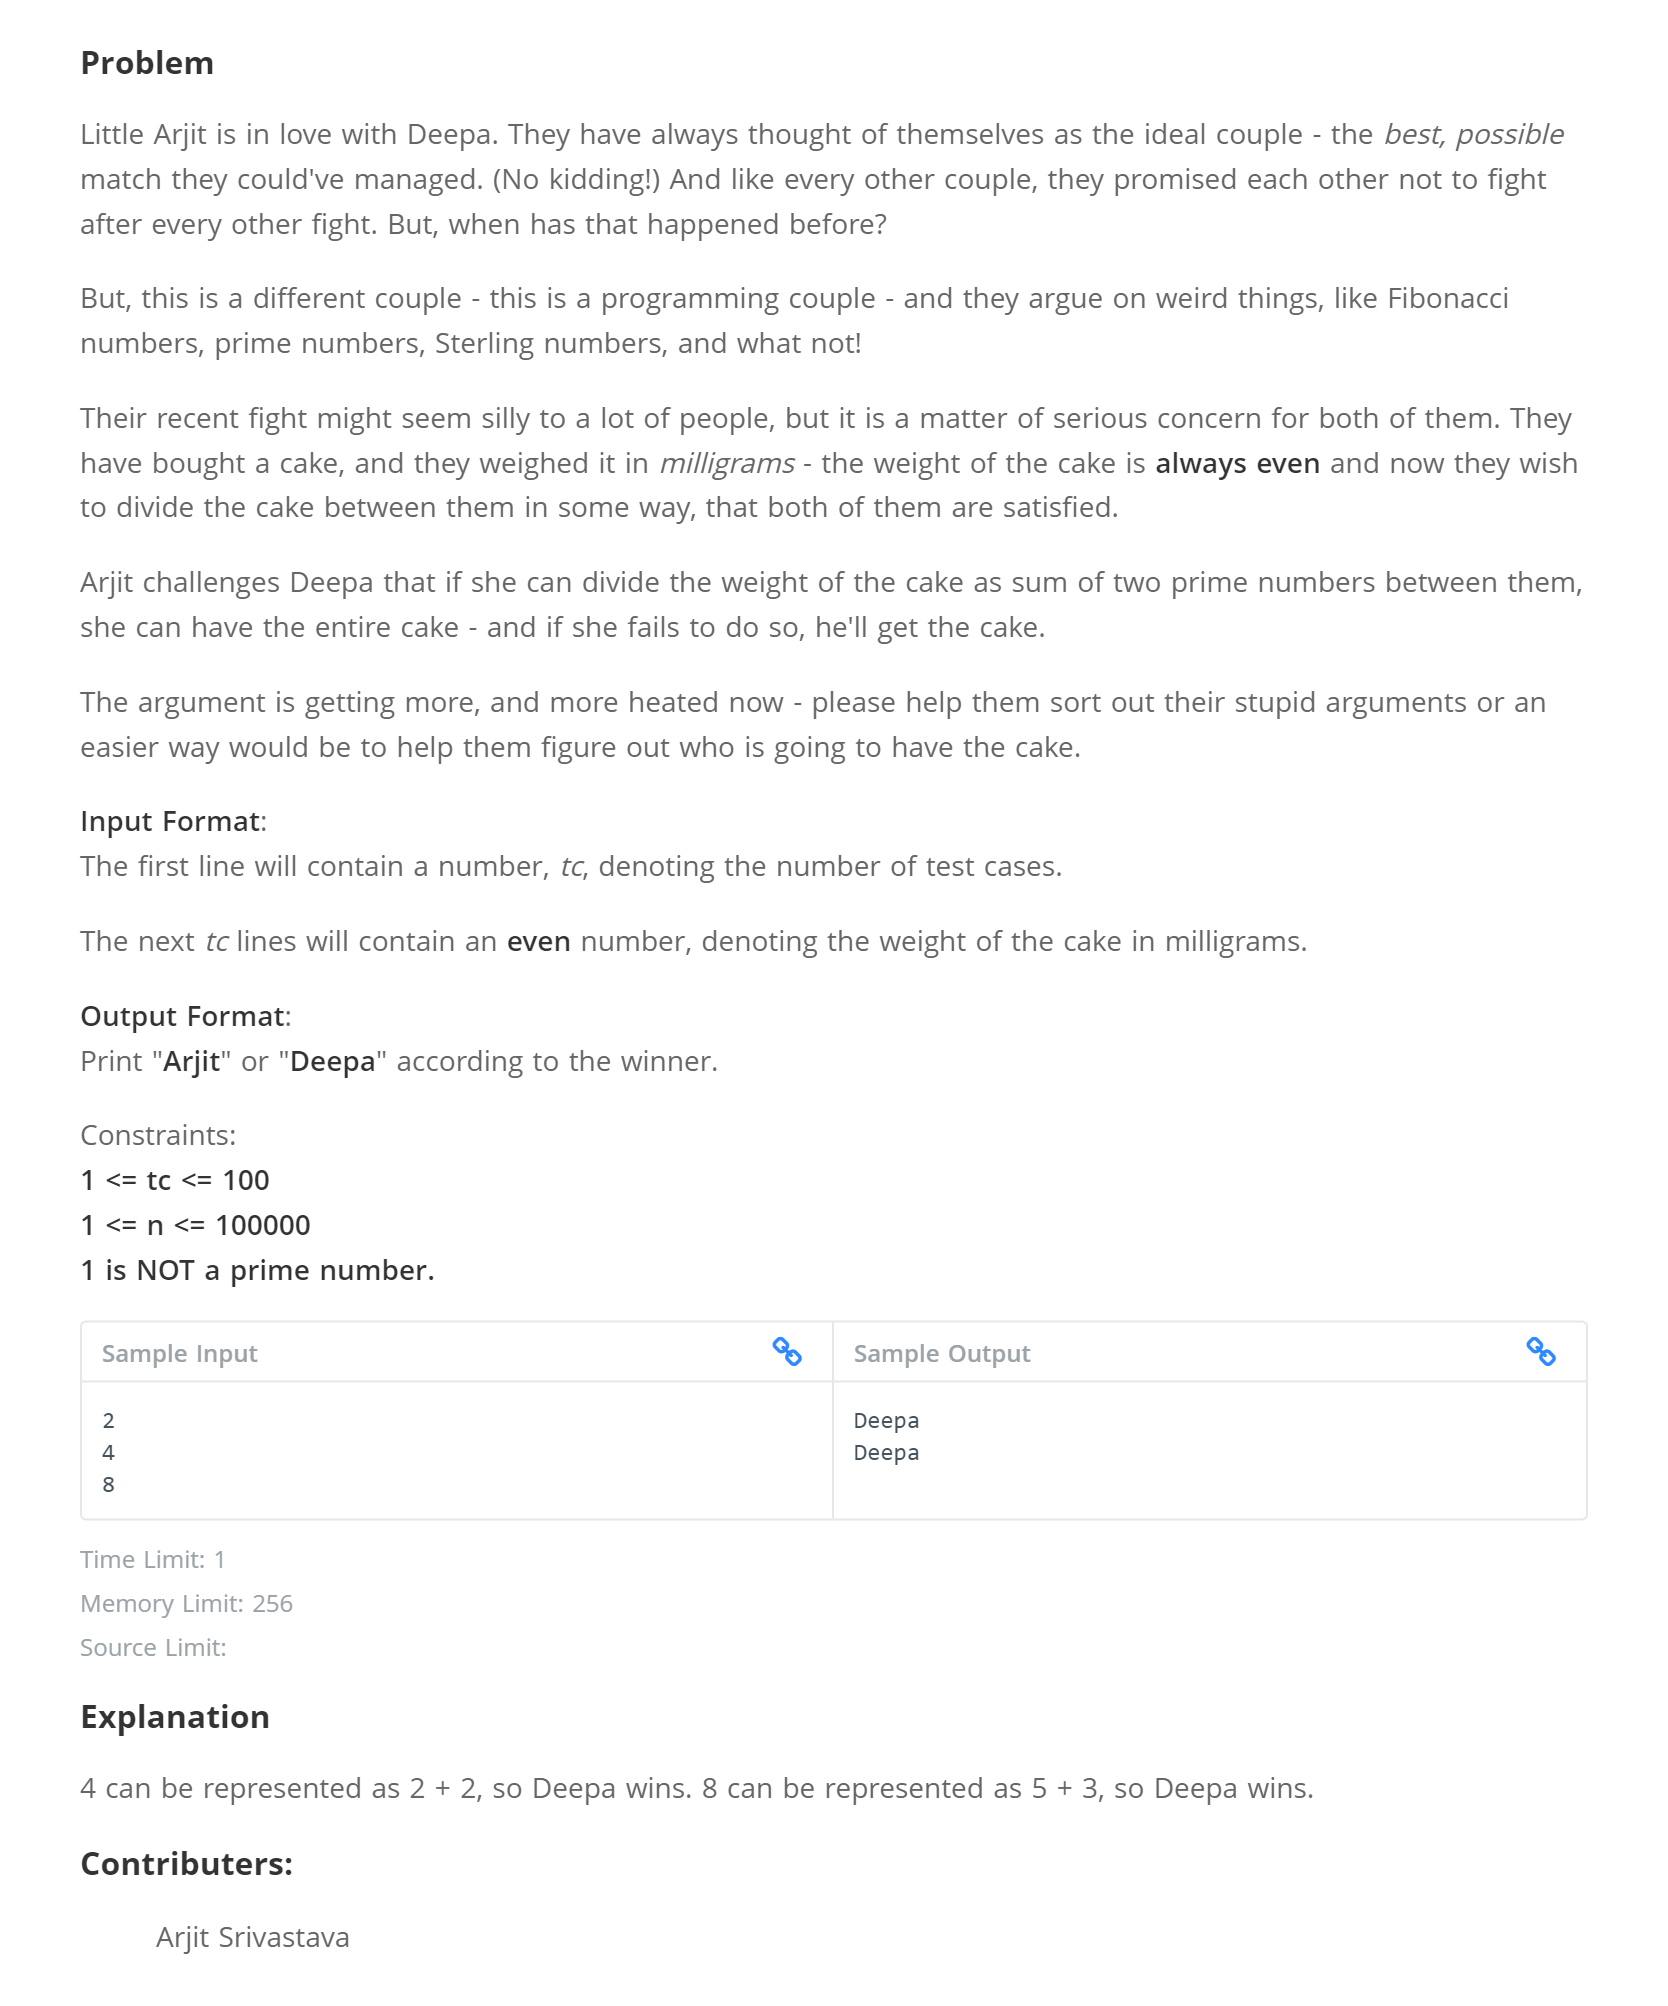 Problem
Little Arjit is in love with Deepa. They have always thought of themselves as the ideal couple - the best, possible
match they could've managed. (No kidding!) And like every other couple, they promised each other not to fight
after every other fight. But, when has that happened before?
But, this is a different couple - this is a programming couple - and they argue on weird things, like Fibonacci
numbers, prime numbers, Sterling numbers, and what not!
Their recent fight might seem silly to a lot of people, but it is a matter of serious concern for both of them. They
have bought a cake, and they weighed it in milligrams - the weight of the cake is always even and now they wish
to divide the cake between them in some way, that both of them are satisfied.
Arjit challenges Deepa that if she can divide the weight of the cake as sum of two prime numbers between them,
she can have the entire cake - and if she fails to do so, he'll get the cake.
The argument is getting more, and more heated now - please help them sort out their stupid arguments or an
easier way would be to help them figure out who is going to have the cake.
Input Format:
The first line will contain a number, tc, denoting the number of test cases.
The next tc lines will contain an even number, denoting the weight of the cake in milligrams.
Output Format:
Print "Arjit" or "Deepa" according to the winner.
Constraints:
1 <= tc <= 100
1 <= n <= 100000
1 is NOT a prime number.
Sample Input
2
4
8
Sample Output
Deepa
Deepa
Time Limit: 1
Memory Limit: 256
Source Limit:
Explanation
4 can be represented as 2 + 2, so Deepa wins. 8 can be represented as 5 + 3, so Deepa wins.
Contributers:
Arjit Srivastava